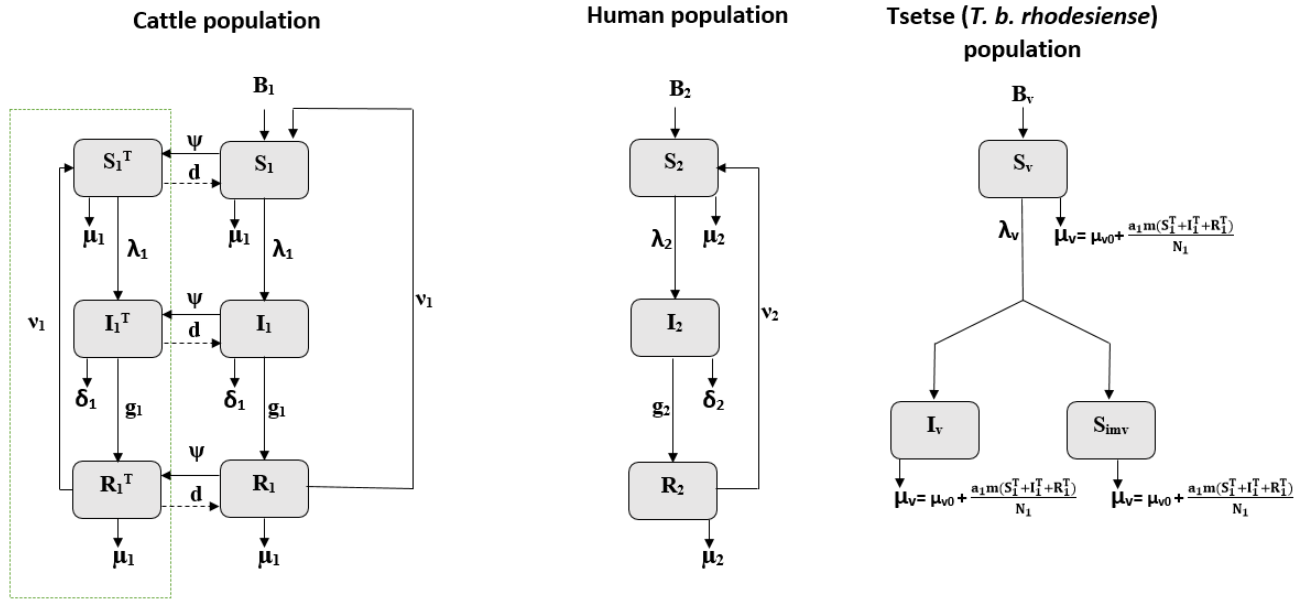 Cattle population
Human population
Tsetse (T. b. rhodesiense)
population
B₁
B₂
Bᵥ
S₁ᵀ
ψ
d
S₁
S₂
Sᵥ
μ₁
μ₁
μ₂
μᵥ= μᵥ₀+ a₁m(S₁ᵀ+I₁ᵀ+R₁ᵀ)/N₁
λ₁
λ₁
λ₂
λᵥ
ν₁
I₁ᵀ
ψ
d
I₁
ν₁
I₂
ν₂
δ₁
δ₁
δ₂
g₁
g₁
g₂
Iᵥ
Sᵢₘᵥ
R₁ᵀ
ψ
d
R₁
R₂
μᵥ= μᵥ₀ + a₁m(S₁ᵀ+I₁ᵀ+R₁ᵀ)/N₁
μᵥ= μᵥ₀ + a₁m(S₁ᵀ+I₁ᵀ+R₁ᵀ)/N₁
μ₁
μ₁
μ₂